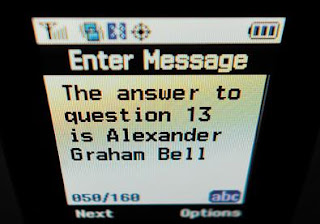 Enter Message
The answer to
question 13
is Alexander
Graham Bell
050/160
abc
Next
Options